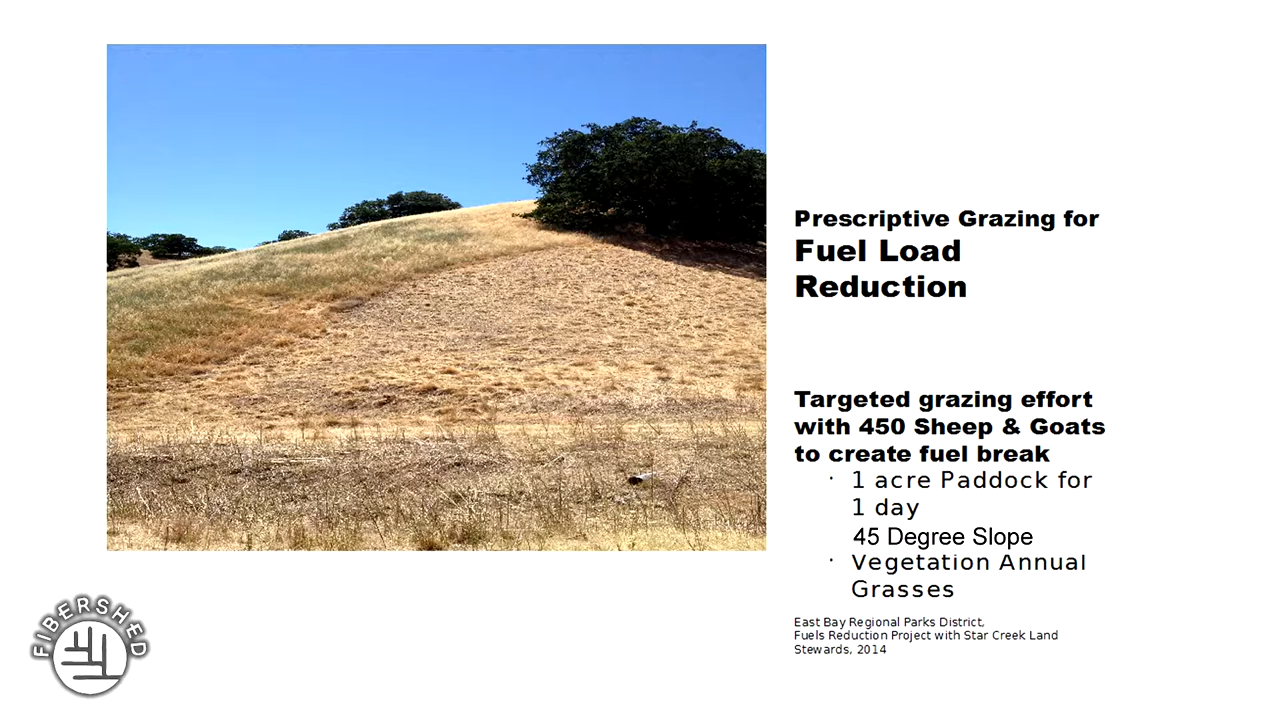 Prescriptive Grazing for
Fuel Load
Reduction
Targeted grazing effort
with 450 Sheep & Goats
to create fuel break
· 1 acre Paddock for
1 day
45 Degree Slope
· Vegetation Annual
Grasses
East Bay Regional Parks District,
Fuels Reduction Project with Star Creek Land
Stewards, 2014
FIBERSHED